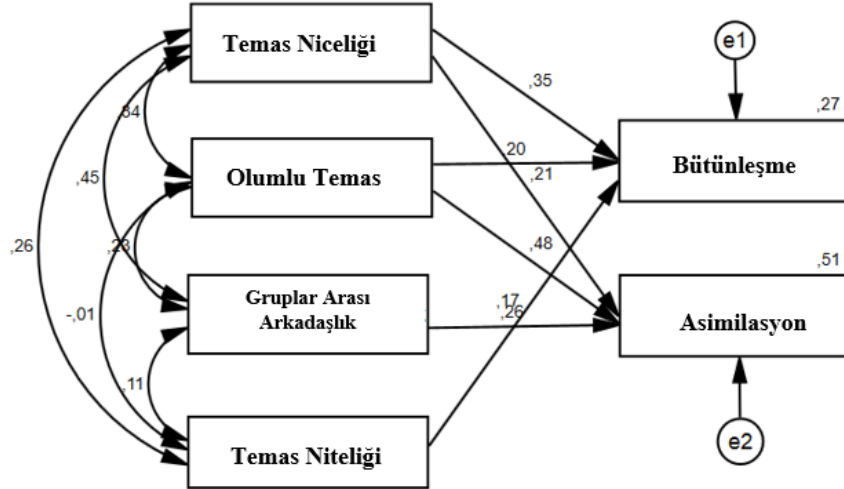 Temas Niceliği
e1
,35
,27
,84
Olumlu Temas
,20
,21
Bütünleşme
,45
,26
,23
,48
,51
Gruplar Arası
Arkadaşlık
,17
,26
-,01
Asimilasyon
,11
Temas Niteliği
e2